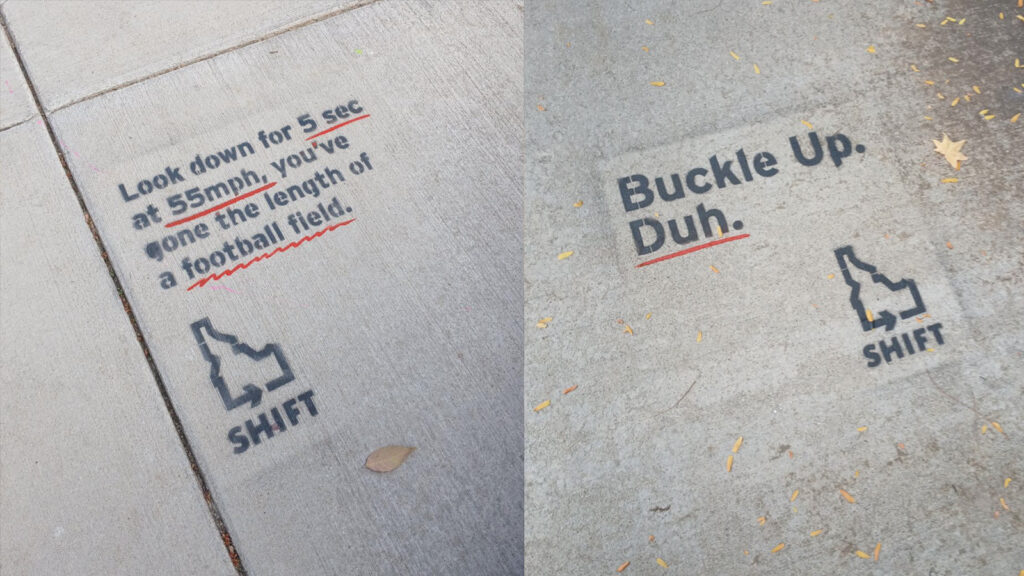 Look down for 5 sec
at 55mph, you've
gone the length of
a football field.
SHIFT
Buckle Up.
Duh.
SHIFT